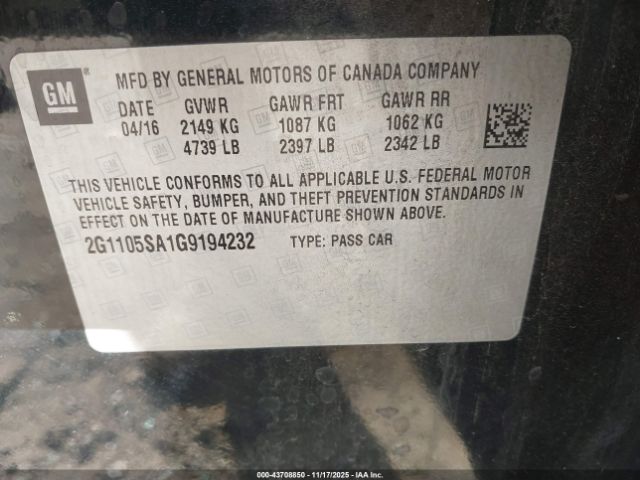 GM
MFD BY GENERAL MOTORS OF CANADA COMPANY
DATE GVWR GAWR FRT GAWR RR
04/16 2149 KG 1087 KG 1062 KG
4739 LB 2397 LB 2342 LB
THIS VEHICLE CONFORMS TO ALL APPLICABLE U.S. FEDERAL MOTOR
VEHICLE SAFETY, BUMPER, AND THEFT PREVENTION STANDARDS IN
EFFECT ON THE DATE OF MANUFACTURE SHOWN ABOVE.
2G1105SA1G9194232 TYPE: PASS CAR
000-43708850 - 11/17/2025 - IAA Inc.